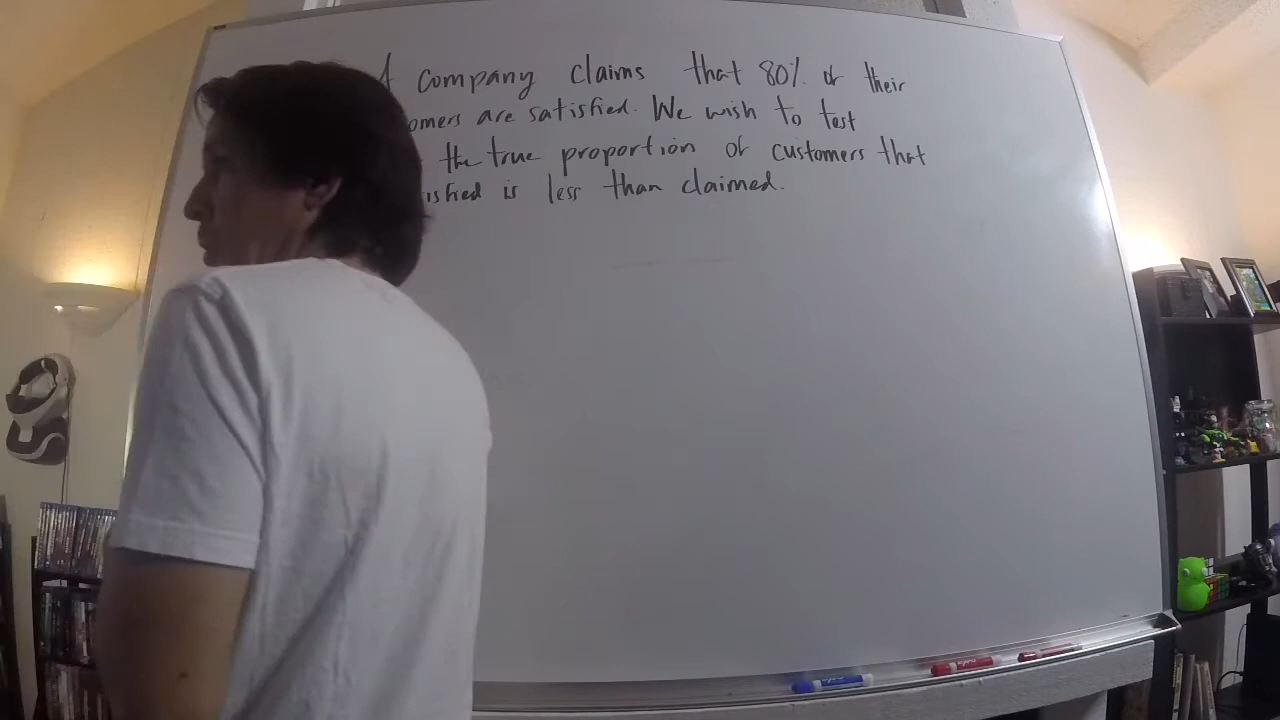 A company claims that 80% of their
omers are satisfied. We wish to test
the true proportion of customers that
isfied is less than claimed.